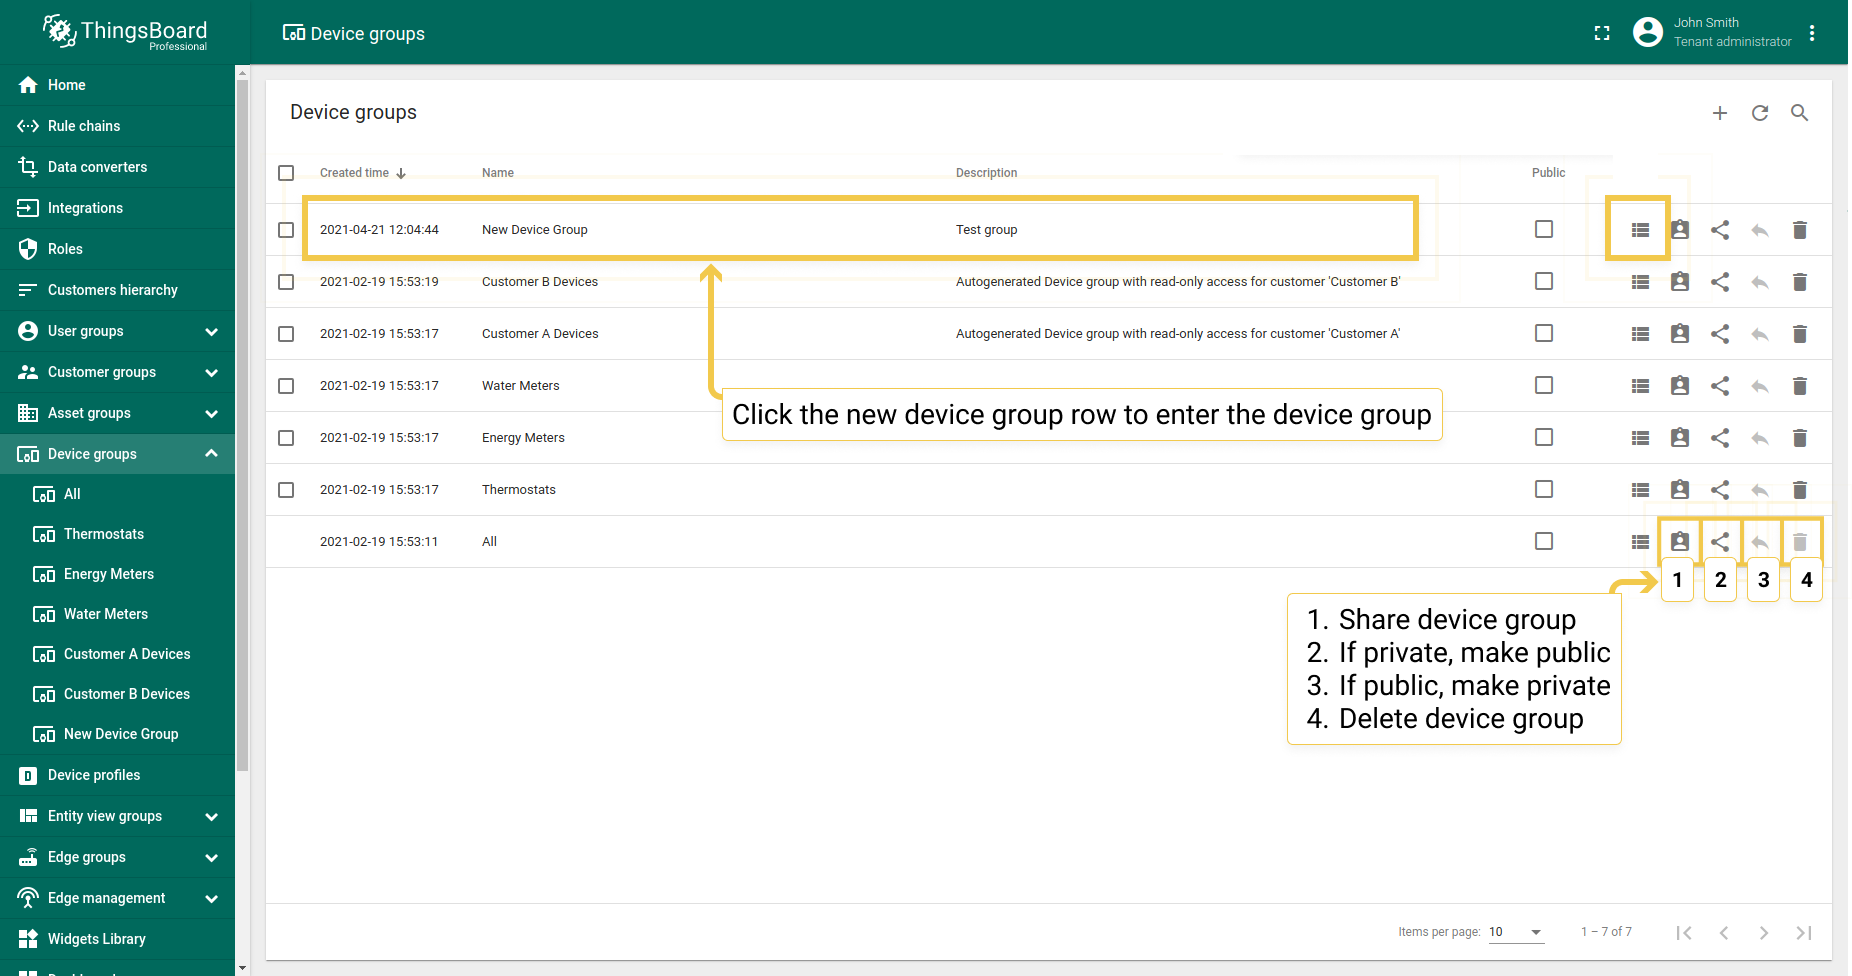 ThingsBoard
Professional
Device groups
John Smith
Tenant administrator
Home
Rule chains
Data converters
Integrations
Roles
Customers hierarchy
User groups
Customer groups
Asset groups
Device groups
All
Thermostats
Energy Meters
Water Meters
Customer A Devices
Customer B Devices
New Device Group
Device profiles
Entity view groups
Edge groups
Edge management
Widgets Library
Device groups
Created time Name Description Public
2021-04-21 12:04:44 New Device Group Test group
2021-02-19 15:53:19 Customer B Devices Autogenerated Device group with read-only access for customer 'Customer B'
2021-02-19 15:53:17 Customer A Devices Autogenerated Device group with read-only access for customer 'Customer A'
2021-02-19 15:53:17 Water Meters
Click the new device group row to enter the device group
2021-02-19 15:53:17 Energy Meters
2021-02-19 15:53:17 Thermostats
2021-02-19 15:53:11 All
1 2 3 4
1. Share device group
2. If private, make public
3. If public, make private
4. Delete device group
Items per page: 10 1 – 7 of 7